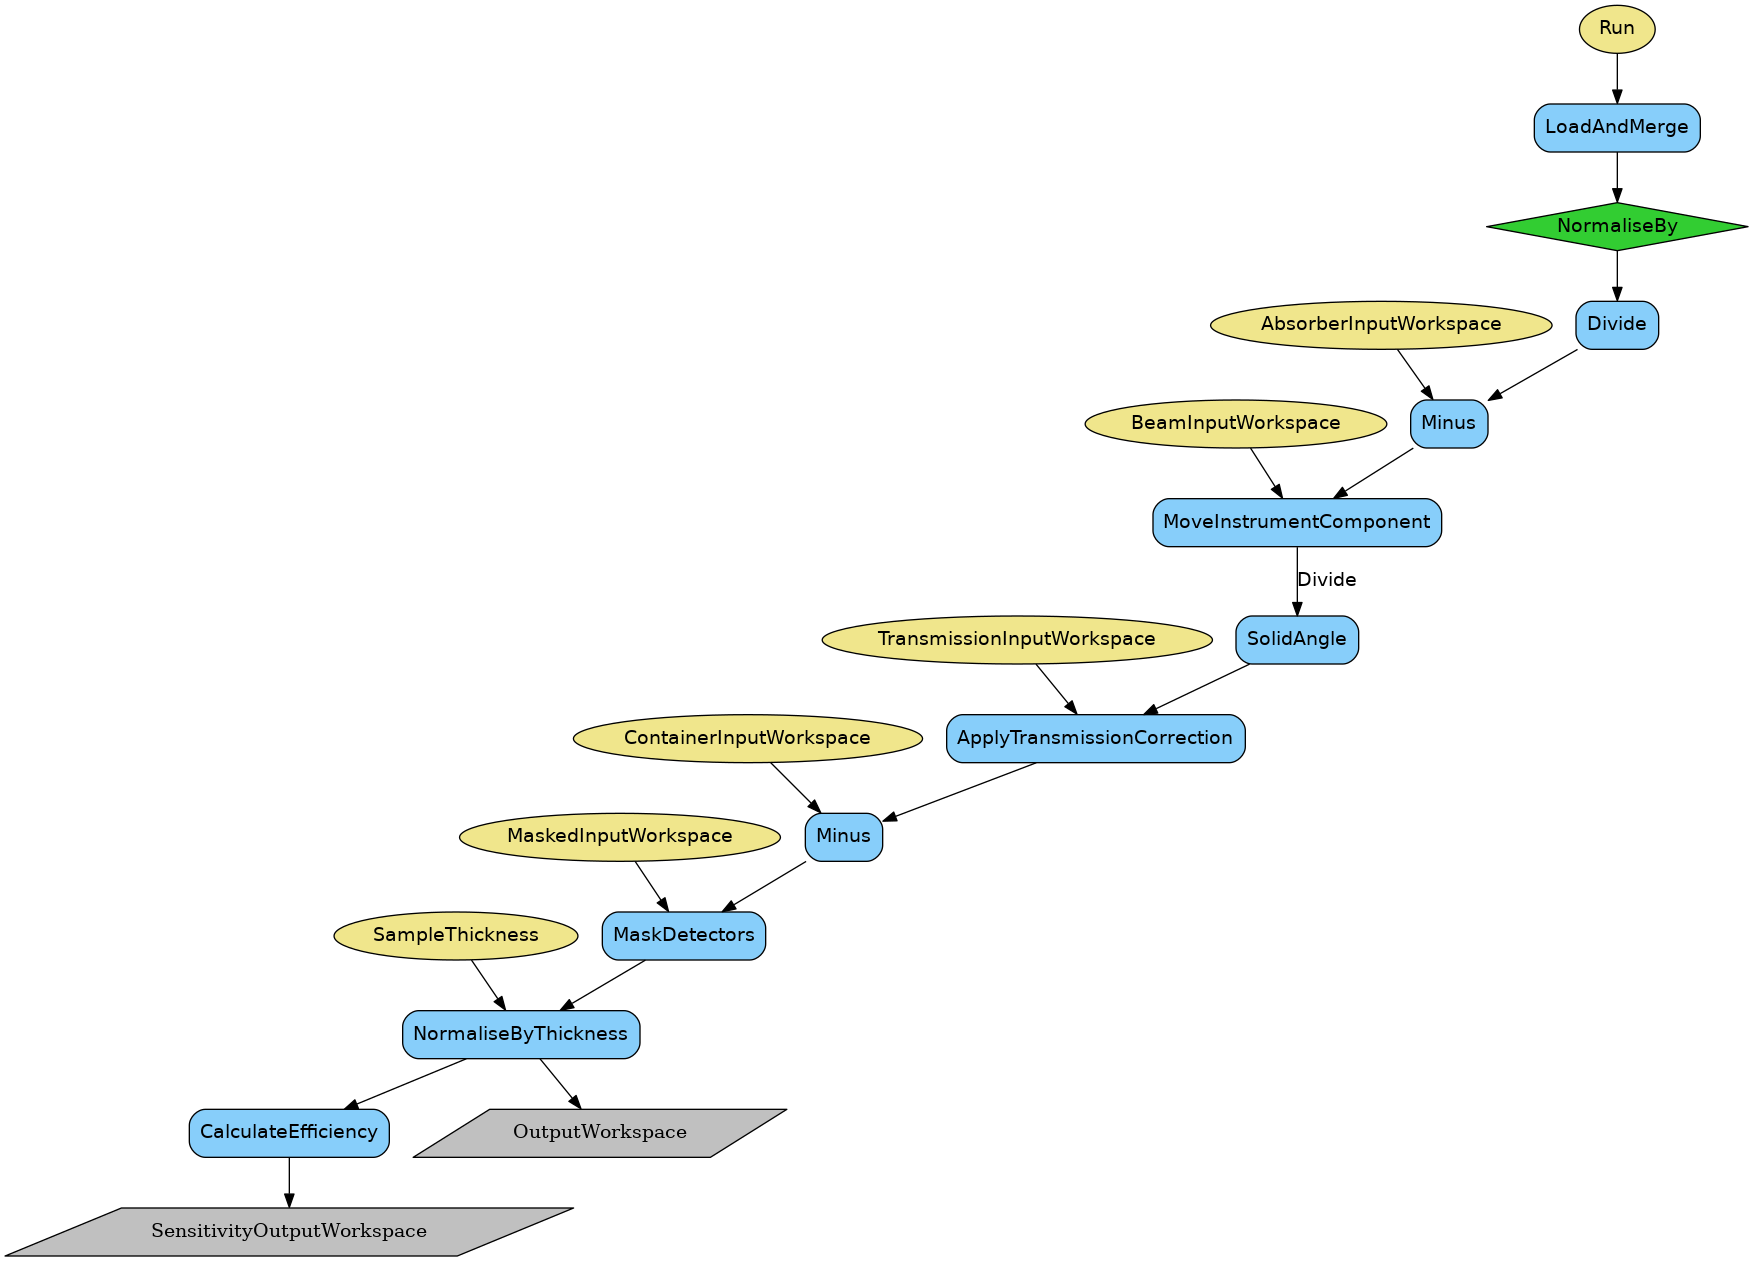 Run
LoadAndMerge
NormaliseBy
AbsorberInputWorkspace
Divide
BeamInputWorkspace
Minus
MoveInstrumentComponent
Divide
TransmissionInputWorkspace
SolidAngle
ContainerInputWorkspace
ApplyTransmissionCorrection
MaskedInputWorkspace
Minus
SampleThickness
MaskDetectors
NormaliseByThickness
CalculateEfficiency
OutputWorkspace
SensitivityOutputWorkspace